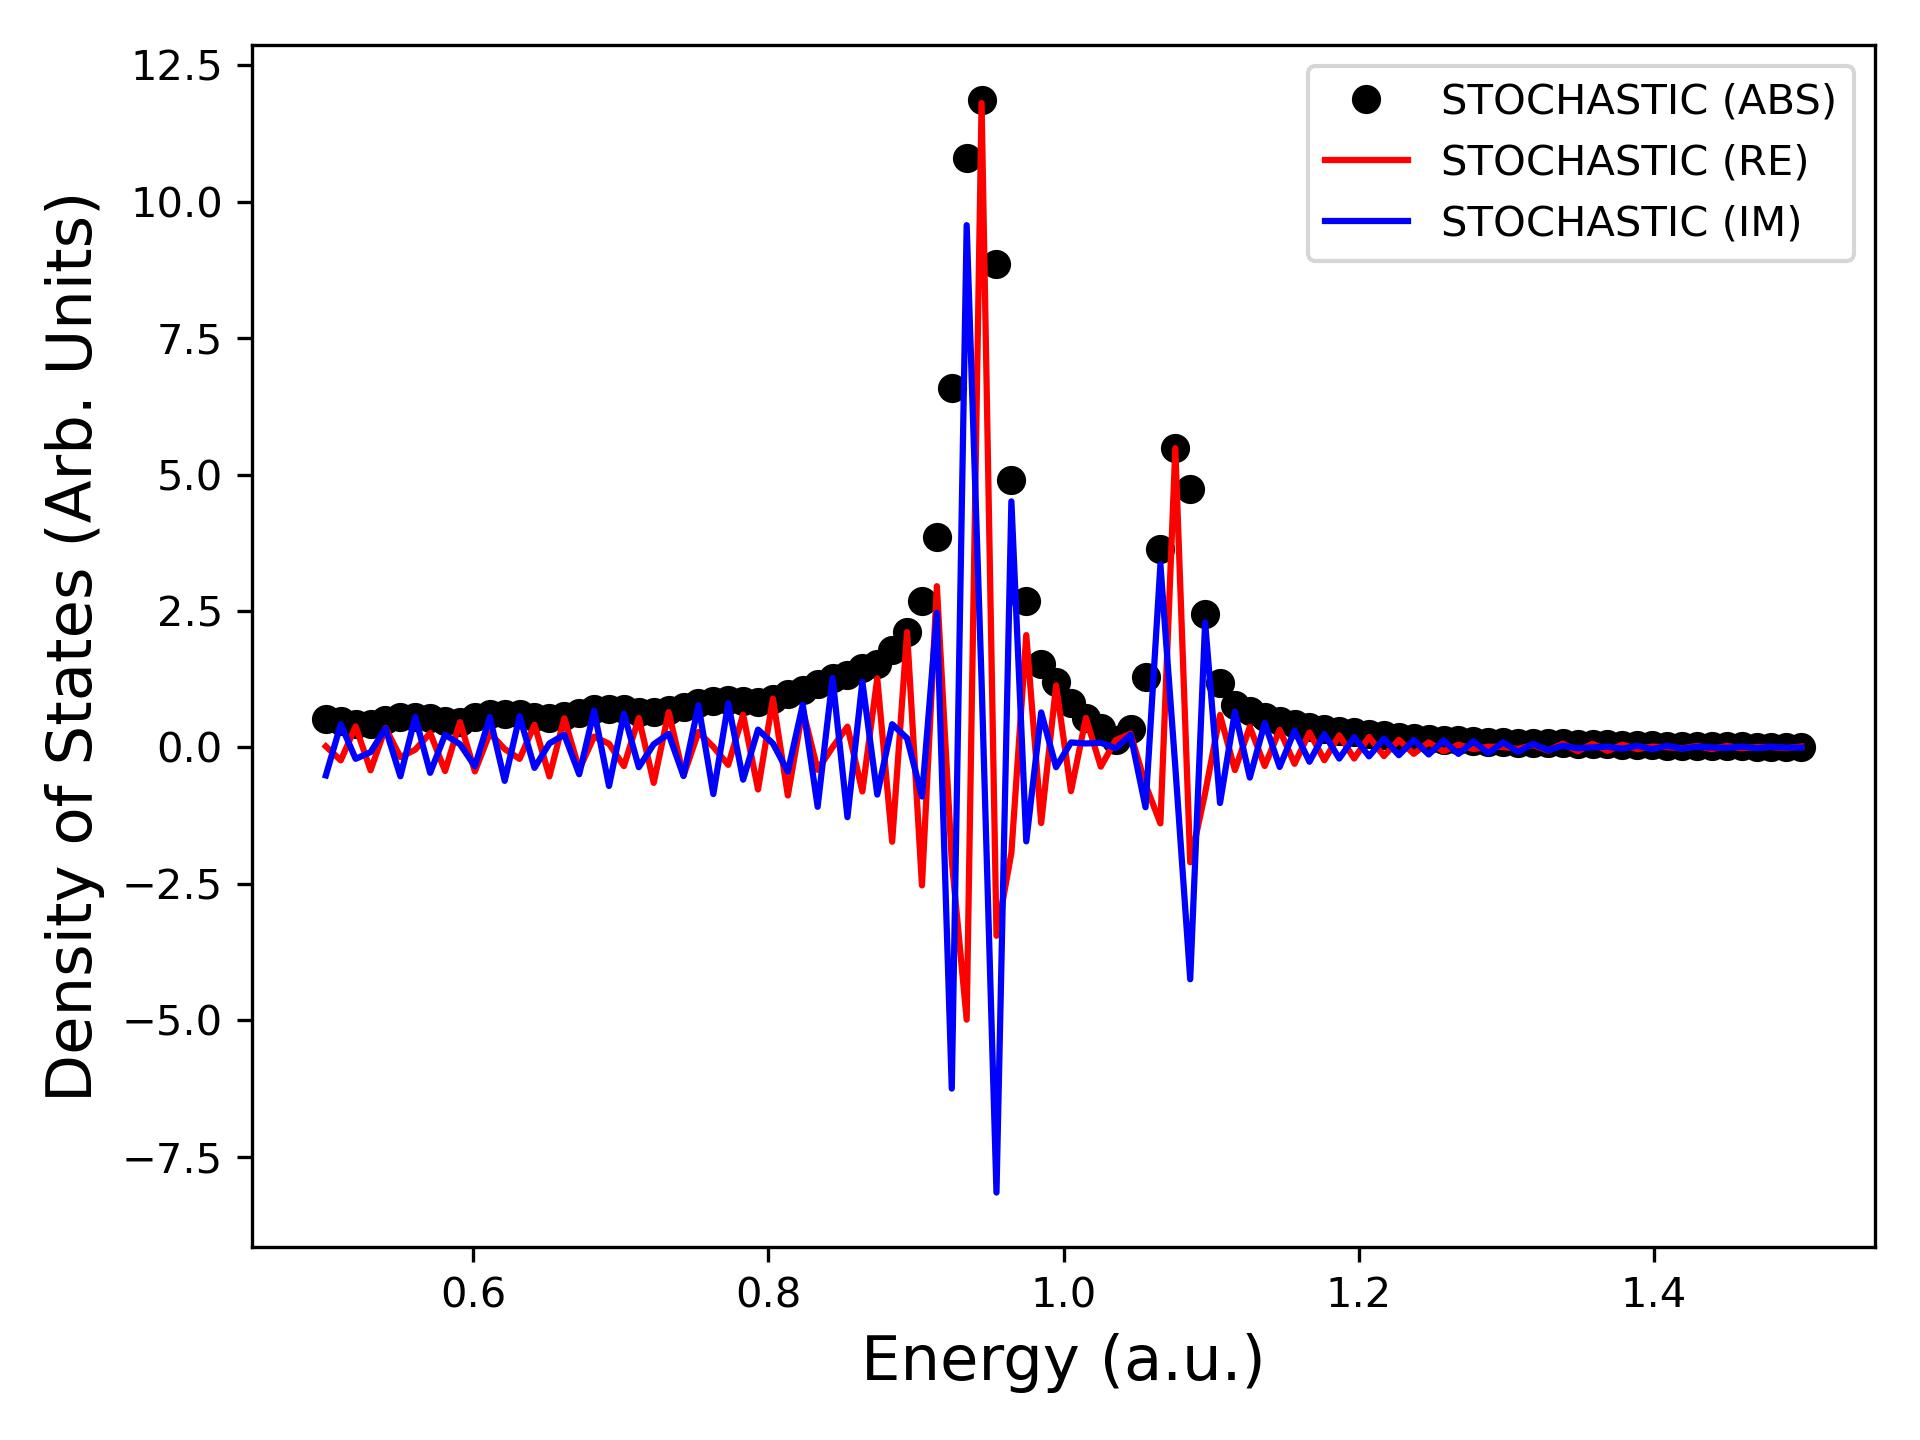 12.5
10.0
7.5
5.0
2.5
0.0
−2.5
−5.0
−7.5
0.6 0.8 1.0 1.2 1.4
Energy (a.u.)
Density of States (Arb. Units)
STOCHASTIC (ABS)
STOCHASTIC (RE)
STOCHASTIC (IM)